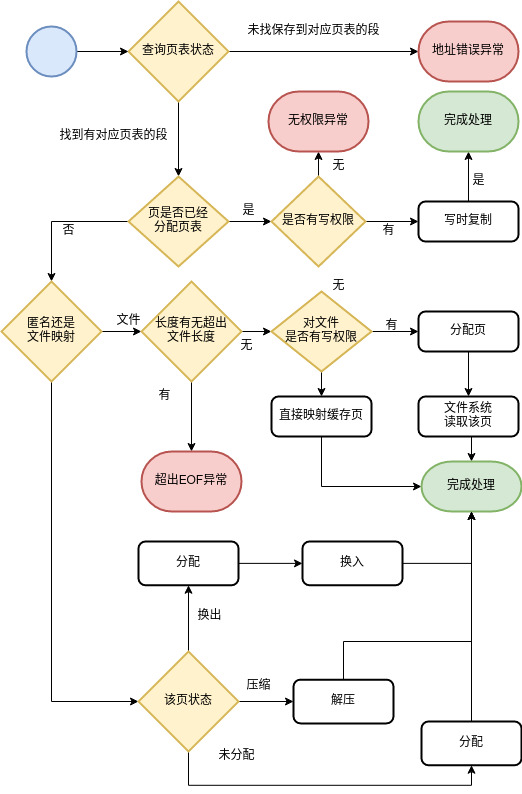 未找保存到对应页表的段
查询页表状态
地址错误异常
找到有对应页表的段
无权限异常
完成处理
无
是
页是否已经
分配页表
是
是否有写权限
有
写时复制
否
无
匿名还是
文件映射
文件
长度有无超出
文件长度
无
对文件
是否有写权限
有
分配页
有
直接映射缓存页
文件系统
读取该页
超出EOF异常
完成处理
分配
换入
换出
该页状态
压缩
解压
未分配
分配